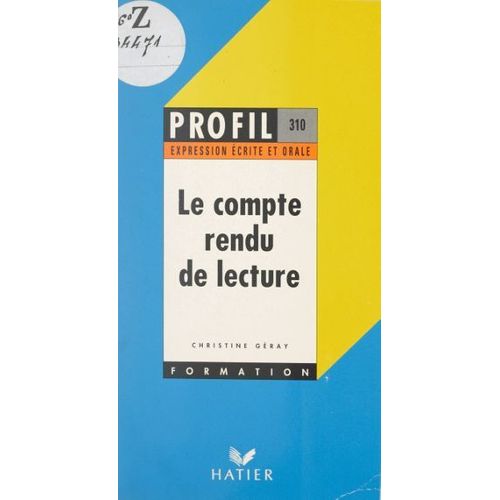 Z
PROFIL 310
EXPRESSION ÉCRITE ET ORALE
Le compte
rendu
de lecture
CHRISTINE GÉRAY
FORMATION
HATIER